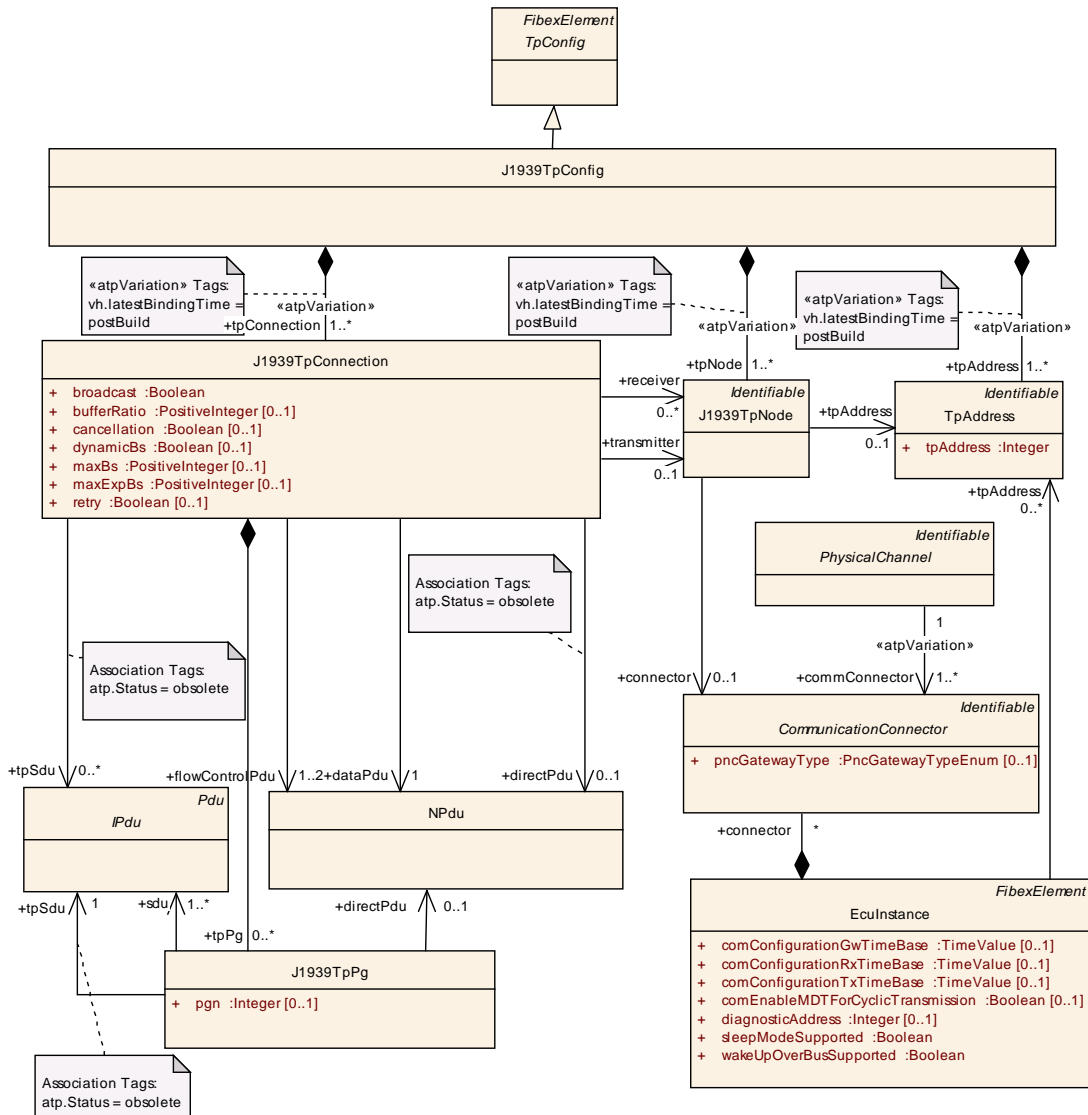 FibexElement
TpConfig
J1939TpConfig
«atpVariation» Tags:
vh.latestBindingTime =
postBuild
«atpVariation»
+tpConnection 1..*
«atpVariation» Tags:
vh.latestBindingTime =
postBuild
«atpVariation»
+tpNode 1..*
«atpVariation» Tags:
vh.latestBindingTime =
postBuild
«atpVariation»
+tpAddress 1..*
J1939TpConnection
+ broadcast :Boolean
+ bufferRatio :PositiveInteger [0..1]
+ cancellation :Boolean [0..1]
+ dynamicBs :Boolean [0..1]
+ maxBs :PositiveInteger [0..1]
+ maxExpBs :PositiveInteger [0..1]
+ retry :Boolean [0..1]
+receiver
0..*
+transmitter
0..1
Identifiable
J1939TpNode
+tpAddress
0..1
Identifiable
TpAddress
+ tpAddress :Integer
+tpAddress
0..*
Identifiable
PhysicalChannel
1
«atpVariation»
+commConnector 1..*
+connector 0..1
Association Tags:
atp.Status = obsolete
Association Tags:
atp.Status = obsolete
Identifiable
CommunicationConnector
+ pncGatewayType :PncGatewayTypeEnum [0..1]
+connector *
+tpSdu 0..*
+flowControlPdu 1..2
+dataPdu 1
+directPdu 0..1
Pdu
IPdu
NPdu
+tpSdu 1
+sdu 1..*
+directPdu 0..1
+tpPg 0..*
J1939TpPg
+ pgn :Integer [0..1]
Association Tags:
atp.Status = obsolete
FibexElement
EcuInstance
+ comConfigurationGwTimeBase :TimeValue [0..1]
+ comConfigurationRxTimeBase :TimeValue [0..1]
+ comConfigurationTxTimeBase :TimeValue [0..1]
+ comEnableMDTForCyclicTransmission :Boolean [0..1]
+ diagnosticAddress :Integer [0..1]
+ sleepModeSupported :Boolean
+ wakeUpOverBusSupported :Boolean